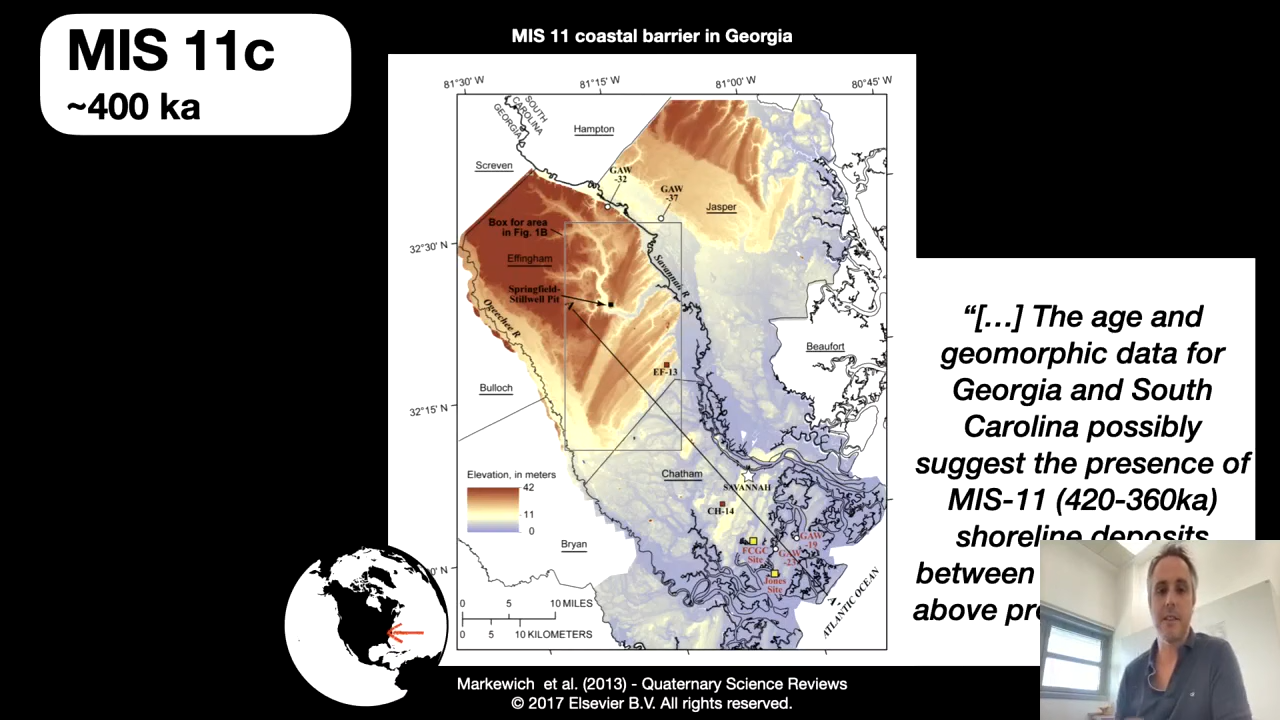 MIS 11c
~400 ka
MIS 11 coastal barrier in Georgia
81°30' W
81°15' W
81°00' W
80°45' W
SOUTH
CAROLINA
GEORGIA
Hampton
Screven
GAW
-32
GAW
-37
Jasper
Box for area
in Fig. 1B
32°30' N
Effingham
Savannah R
Springfield-
Stillwell Pit
A
Ogeechee R
Beaufort
EF-13
Bulloch
32°15' N
Elevation, in meters
42
11
0
Chatham
SAVANNAH
CH-14
Bryan
FCGC
Site
GAW
-19
GAW
-23
Jones
Site
0' N
A'
ATLANTIC OCEAN
0 5 10 MILES
0 5 10 KILOMETERS
“[…] The age and
geomorphic data for
Georgia and South
Carolina possibly
suggest the presence of
MIS-11 (420-360ka)
shoreline deposits
between
above
Markewich et al. (2013) - Quaternary Science Reviews
© 2017 Elsevier B.V. All rights reserved.